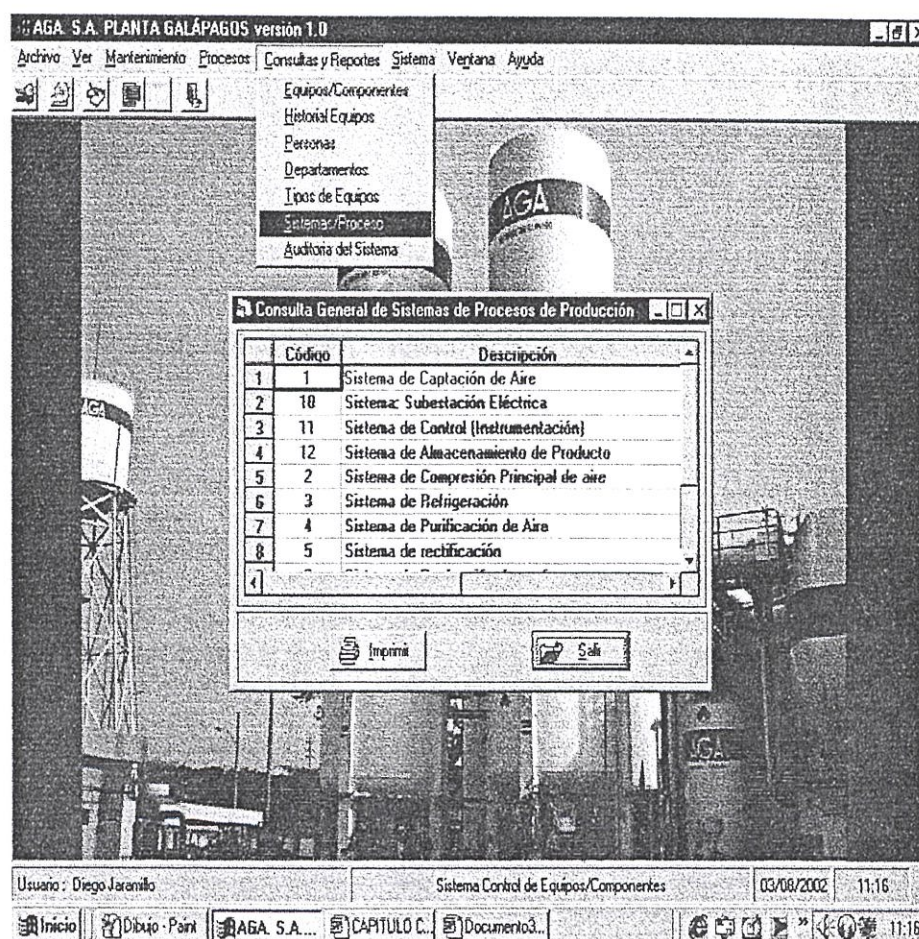 AGA. S.A. PLANTA GALÁPAGOS versión 1.0
Archivo Ver Mantenimiento Procesos Consultas y Reportes Sistema Ventana Ayuda
Equipos/Componentes
Historial Equipos
Personas
Departamentos
Tipos de Equipos
Sistemas/Proceso
Auditoria del Sistema
AGA
Consulta General de Sistemas de Procesos de Producción
Código Descripción
1 1 Sistema de Captación de Aire
2 10 Sistema: Subestación Eléctrica
3 11 Sistema de Control (Instrumentación)
4 12 Sistema de Almacenamiento de Producto
5 2 Sistema de Compresión Principal de aire
6 3 Sistema de Refrigeración
7 4 Sistema de Purificación de Aire
8 5 Sistema de rectificación
AGA
Imprimir Salir
AGA
Usuario : Diego Jaramillo Sistema Control de Equipos/Componentes 03/08/2002 11:16
Inicio Dibujo - Paint AGA. S.A.... CAPITULO C... Documento3... » 11:16